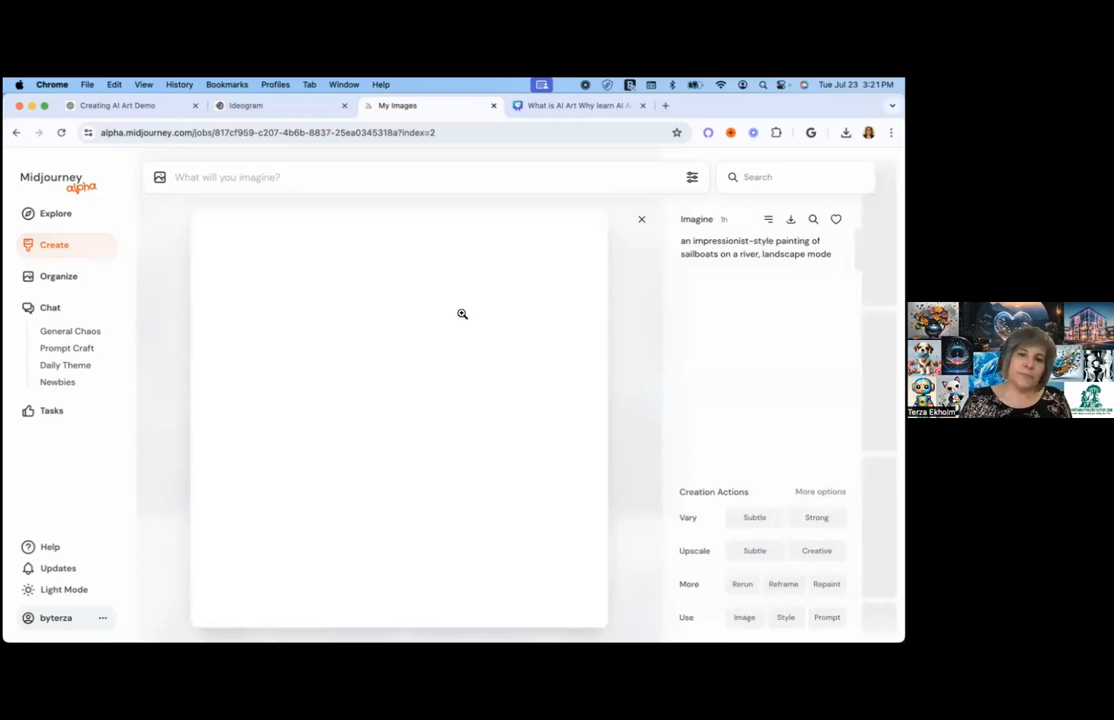 Chrome File Edit View History Bookmarks Profiles Tab Window Help Tue Jul 23 3:21 PM
Creating AI Art Demo
Ideogram
My Images
What is AI Art Why learn AI A
alpha.midjourney.com/jobs/817cf959-c207-4b6b-8837-25ea0345318a?index=2
Midjourney
alpha
What will you imagine?
Search
Explore
Create
Organize
Chat
General Chaos
Prompt Craft
Daily Theme
Newbies
Tasks
Help
Updates
Light Mode
byterza
Imagine 1h
an impressionist-style painting of
sailboats on a river, landscape mode
Creation Actions More options
Vary Subtle Strong
Upscale Subtle Creative
More Rerun Reframe Repaint
Use Image Style Prompt
Terza Ekholm